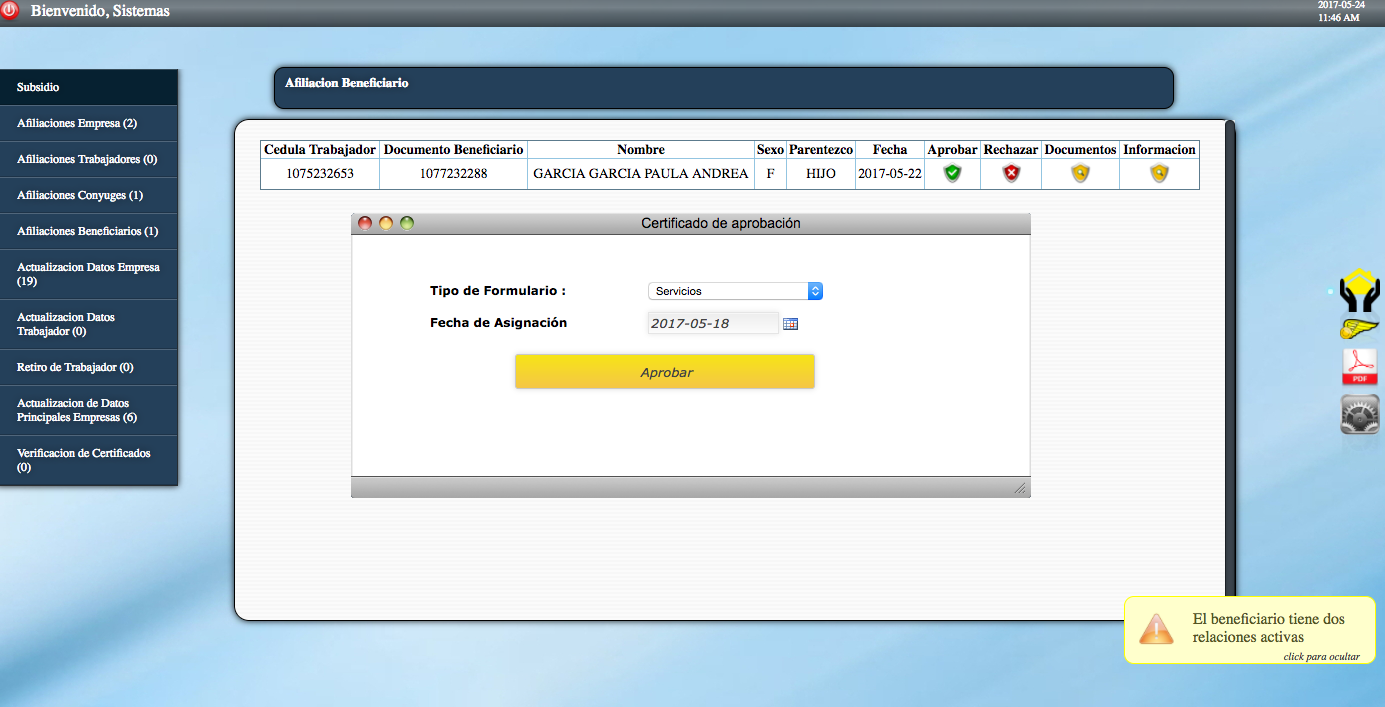 Bienvenido, Sistemas
2017-05-24
11:46 AM
Subsidio
Afiliaciones Empresa (2)
Afiliaciones Trabajadores (0)
Afiliaciones Conyuges (1)
Afiliaciones Beneficiarios (1)
Actualizacion Datos Empresa
(19)
Actualizacion Datos
Trabajador (0)
Retiro de Trabajador (0)
Actualizacion de Datos
Principales Empresas (6)
Verificacion de Certificados
(0)
Afiliacion Beneficiario
Cedula Trabajador Documento Beneficiario Nombre Sexo Parentezco Fecha Aprobar Rechazar Documentos Informacion
1075232653 1077232288 GARCIA GARCIA PAULA ANDREA F HIJO 2017-05-22
Certificado de aprobación
Tipo de Formulario : Servicios
Fecha de Asignación 2017-05-18
Aprobar
PDF
El beneficiario tiene dos
relaciones activas
click para ocultar